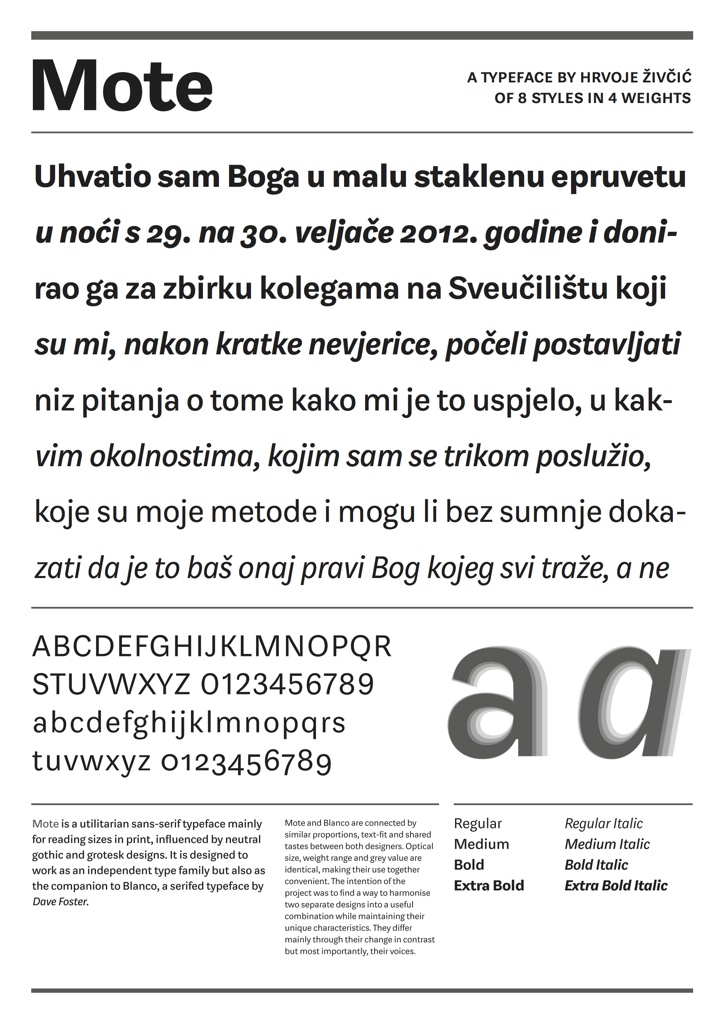 Mote
A TYPEFACE BY HRVOJE ŽIVČIĆ
OF 8 STYLES IN 4 WEIGHTS
Uhvatio sam Boga u malu staklenu epruvetu
u noći s 29. na 30. veljače 2012. godine i doni-
rao ga za zbirku kolegama na Sveučilištu koji
su mi, nakon kratke nevjerice, počeli postavljati
niz pitanja o tome kako mi je to uspjelo, u kak-
vim okolnostima, kojim sam se trikom poslužio,
koje su moje metode i mogu li bez sumnje doka-
zati da je to baš onaj pravi Bog kojeg svi traže, a ne
ABCDEFGHIJKLMNOPQR
STUVWXYZ 0123456789
abcdefghijklmnopqrs
tuvwxyz 0123456789
a a
Mote is a utilitarian sans-serif typeface mainly
for reading sizes in print, influenced by neutral
gothic and grotesk designs. It is designed to
work as an independent type family but also as
the companion to Blanco, a serifed typeface by
Dave Foster.
Mote and Blanco are connected by
similar proportions, text-fit and shared
tastes between both designers. Optical
size, weight range and grey value are
identical, making their use together
convenient. The intention of the
project was to find a way to harmonise
two separate designs into a useful
combination while maintaining their
unique characteristics. They differ
mainly through their change in contrast
but most importantly, their voices.
Regular
Medium
Bold
Extra Bold
Regular Italic
Medium Italic
Bold Italic
Extra Bold Italic